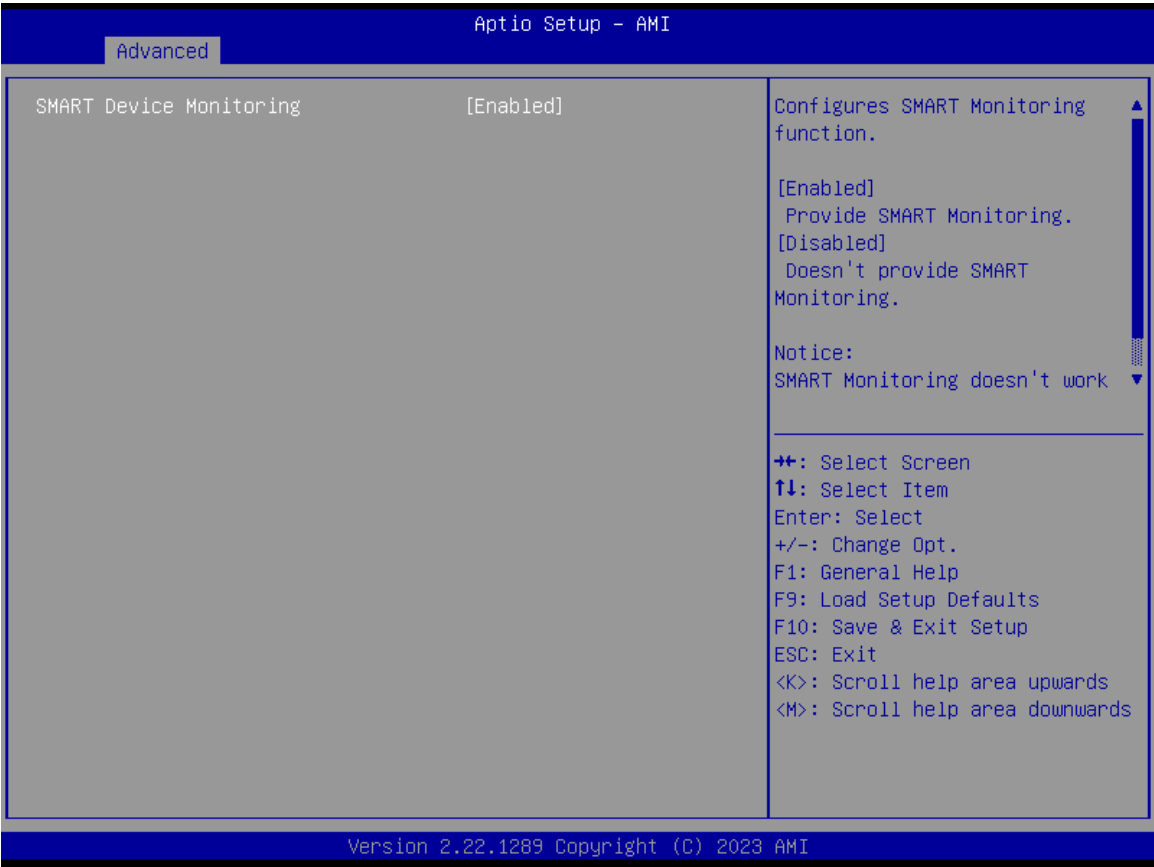 Aptio Setup - AMI
Advanced
SMART Device Monitoring [Enabled]
Configures SMART Monitoring
function.
[Enabled]
Provide SMART Monitoring.
[Disabled]
Doesn't provide SMART
Monitoring.
Notice:
SMART Monitoring doesn't work
→←: Select Screen
↑↓: Select Item
Enter: Select
+/-: Change Opt.
F1: General Help
F9: Load Setup Defaults
F10: Save & Exit Setup
ESC: Exit
<K>: Scroll help area upwards
<M>: Scroll help area downwards
Version 2.22.1289 Copyright (C) 2023 AMI